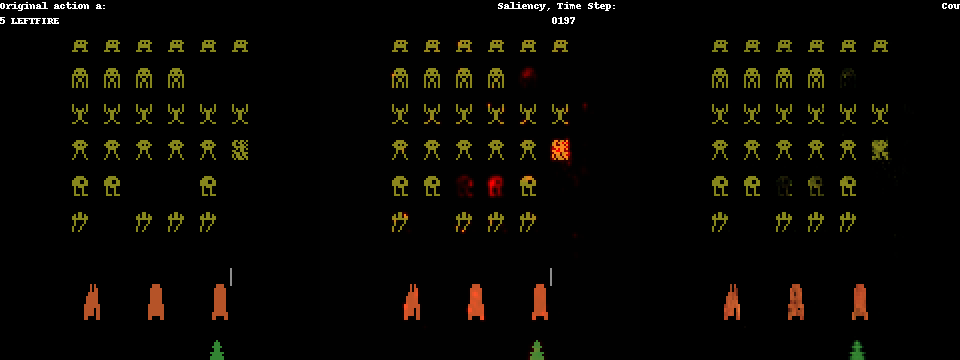 Original action a:
5 LEFTFIRE
Saliency, Time Step:
0197
Cou